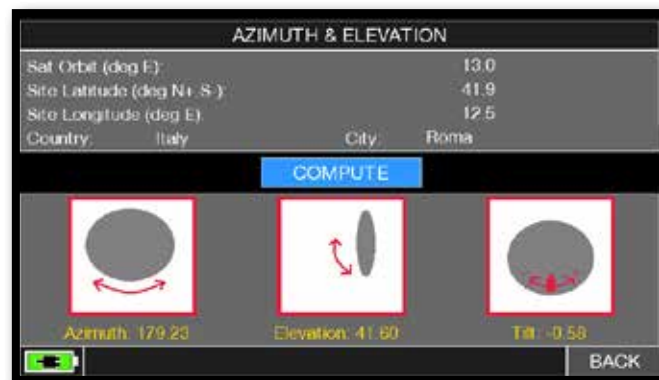 AZIMUTH & ELEVATION
Sat Orbit (deg E): 13.0
Site Latitude (deg N+ S-): 41.9
Site Longitude (deg E): 12.5
Country: Italy City: Roma
COMPUTE
Azimuth: 179.23 Elevation: 41.60 Tilt: -0.58
BACK